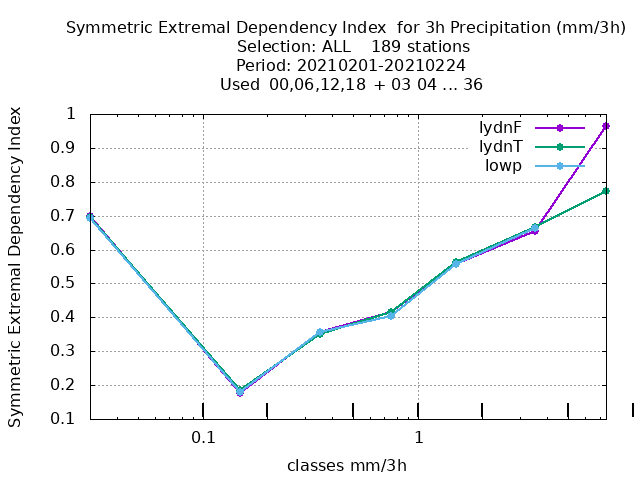 Symmetric Extremal Dependency Index  for 3h Precipitation (mm/3h)
Selection: ALL    189 stations
Period: 20210201-20210224
Used  00,06,12,18  + 03 04 ... 36
Symmetric Extremal Dependency Index
1
0.9
0.8
0.7
0.6
0.5
0.4
0.3
0.2
0.1
lydnF
lydnT
lowp
0.1
1
classes mm/3h